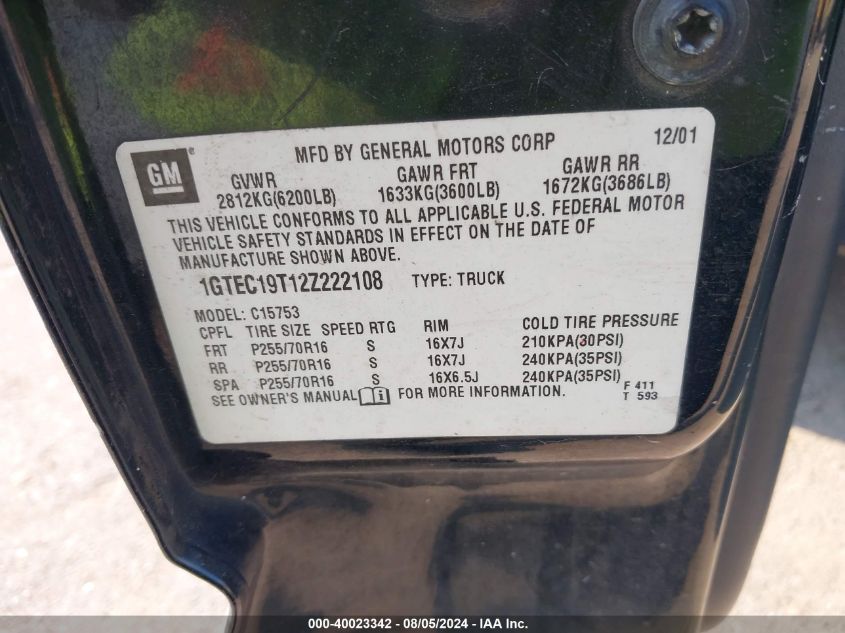 GM ®
MFD BY GENERAL MOTORS CORP 12/01
GVWR GAWR FRT GAWR RR
2812KG(6200LB) 1633KG(3600LB) 1672KG(3686LB)
THIS VEHICLE CONFORMS TO ALL APPLICABLE U.S. FEDERAL MOTOR
VEHICLE SAFETY STANDARDS IN EFFECT ON THE DATE OF
MANUFACTURE SHOWN ABOVE.
1GTEC19T12Z222108 TYPE: TRUCK
MODEL: C15753
CPFL TIRE SIZE SPEED RTG RIM COLD TIRE PRESSURE
FRT P255/70R16 S 16X7J 210KPA(30PSI)
RR P255/70R16 S 16X7J 240KPA(35PSI)
SPA P255/70R16 S 16X6.5J 240KPA(35PSI)
SEE OWNER'S MANUAL FOR MORE INFORMATION.
F 411
T 593
000-40023342 - 08/05/2024 - IAA Inc.